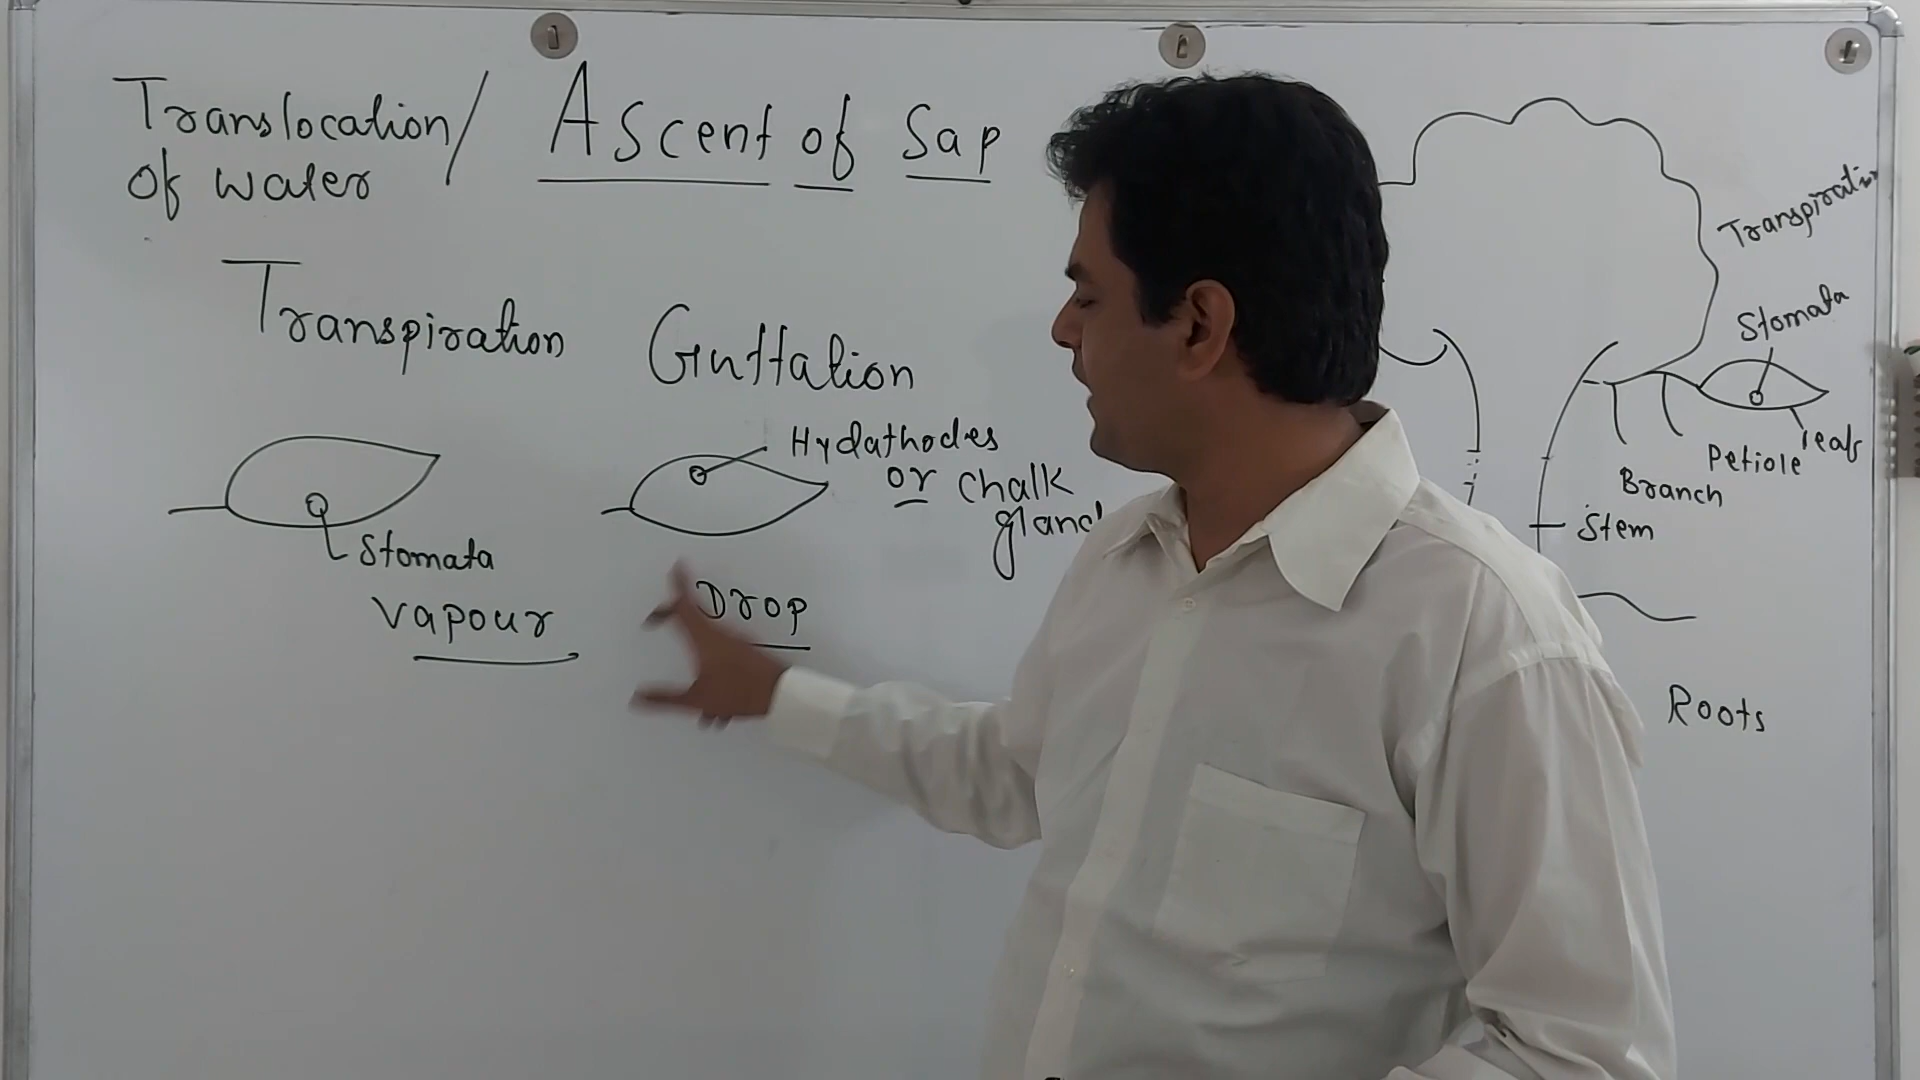 Translocation/ Ascent of Sap
of water
Transpiration
Guttation
Hydathodes
or chalk
gland
Stomata
Vapour
Drop
Transpiration
Stomata
leaf
Petiole
Branch
Stem
Roots